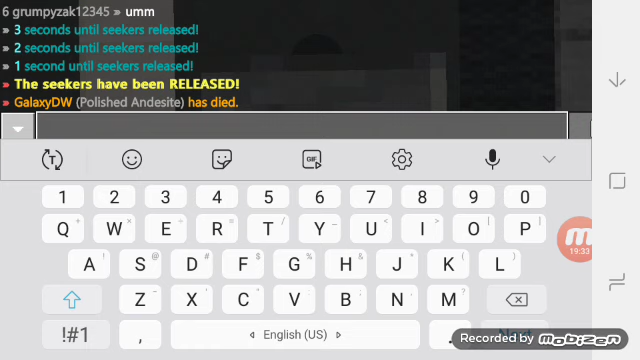 6 grumpyzak12345 » umm
» 3 seconds until seekers released!
» 2 seconds until seekers released!
» 1 second until seekers released!
» The seekers have been RELEASED!
» GalaxyDW (Polished Andesite) has died.
T GIF
1 2 3 4 5 6 7 8 9 0
Q + W × E ÷ R = T / Y _ U < I > O [ P ]
19:33
A ! S @ D # F $ G % H & J * K ( L )
Z - X ' C " V : B ; N , M ?
!#1 , English (US) .
Recorded by MOBIZEN